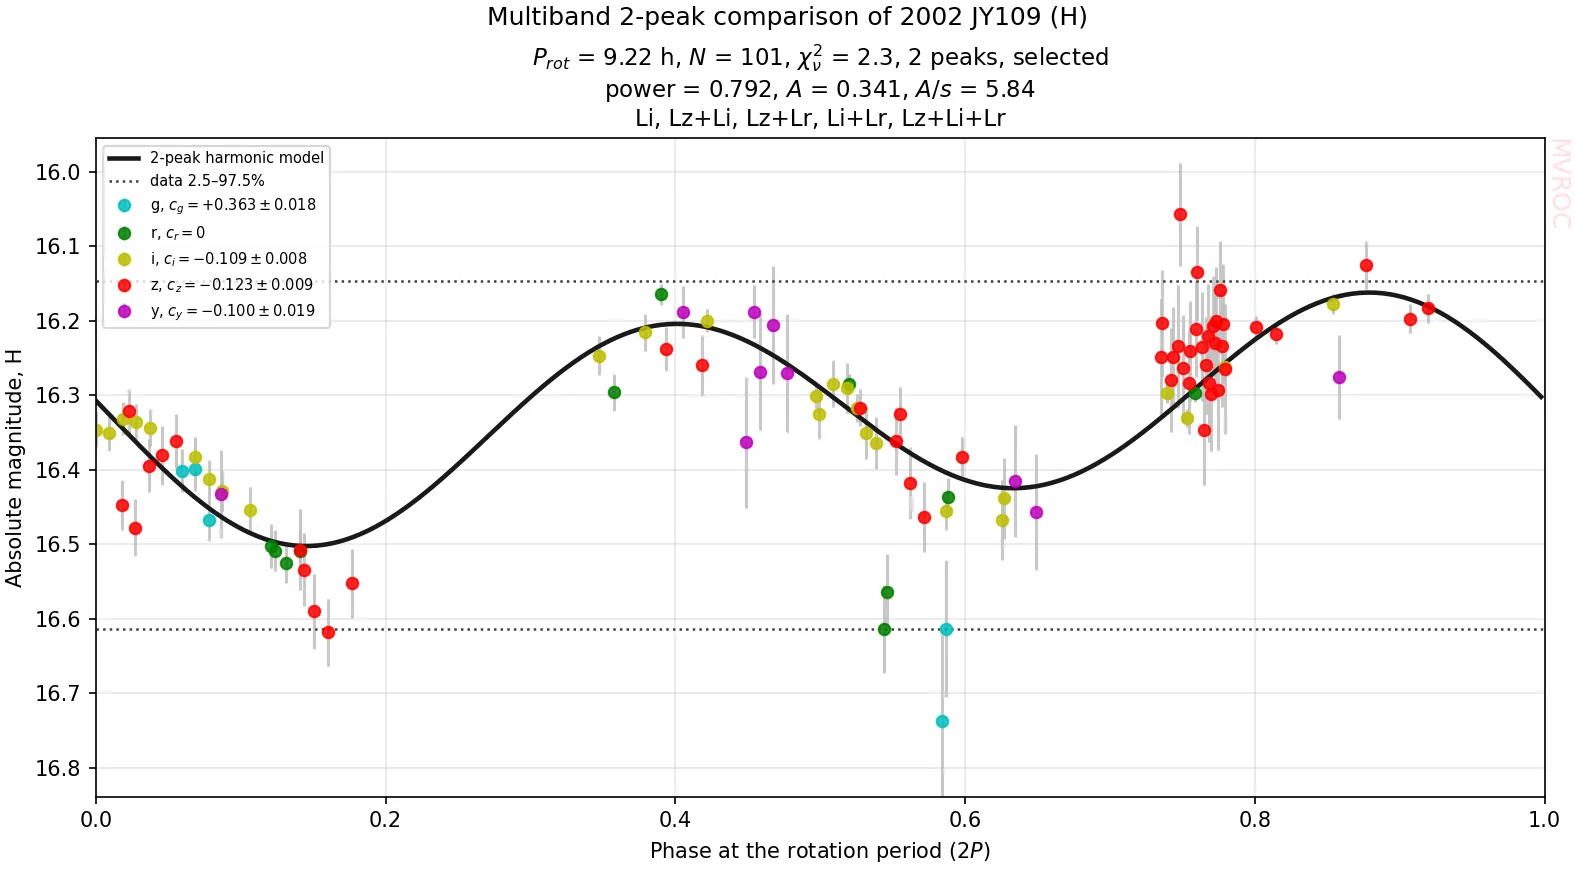 Multiband 2-peak comparison of 2002 JY109 (H)
P_rot = 9.22 h, N = 101, χ²_ν = 2.3, 2 peaks, selected
power = 0.792, A = 0.341, A/s = 5.84
Li, Lz+Li, Lz+Lr, Li+Lr, Lz+Li+Lr
2-peak harmonic model
data 2.5–97.5%
g, c_g = +0.363 ± 0.018
r, c_r = 0
i, c_i = −0.109 ± 0.008
z, c_z = −0.123 ± 0.009
y, c_y = −0.100 ± 0.019
MVROC
Absolute magnitude, H
16.0
16.1
16.2
16.3
16.4
16.5
16.6
16.7
16.8
0.0
0.2
0.4
0.6
0.8
1.0
Phase at the rotation period (2P)